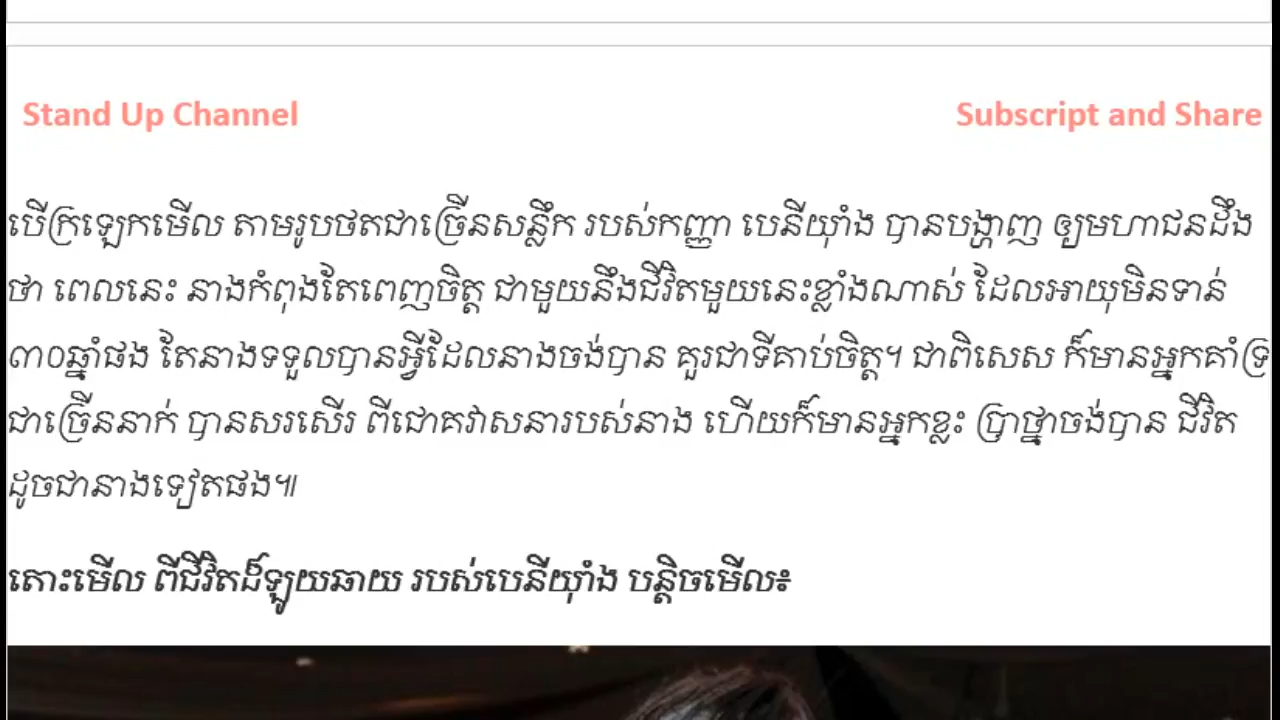 Stand Up Channel
Subscript and Share
បើក្រឡេកមើល តាមរូបថតជាច្រើនសន្លឹក របស់កញ្ញា បេនីយ៉ាំង បានបង្ហាញ ឲ្យមហាជនដឹង
ថា ពេលនេះ នាងកំពុងតែពេញចិត្ត ជាមួយនឹងជីវិតមួយនេះខ្លាំងណាស់ ដែលអាយុមិនទាន់
៣០ឆ្នាំផង តែនាងទទួលបានអ្វីដែលនាងចង់បាន គួរជាទីគាប់ចិត្ត។ ជាពិសេស ក៏មានអ្នកគាំទ្រ
ជាច្រើននាក់ បានសរសើរ ពីជោគវាសនារបស់នាង ហើយក៏មានអ្នកខ្លះ ប្រាថ្នាចង់បាន ជីវិត
ដូចជានាងទៀតផង៕
តោះមើល ពីជីវិតដ៏ឡូយឆាយ របស់បេនីយ៉ាំង បន្តិចមើល៖